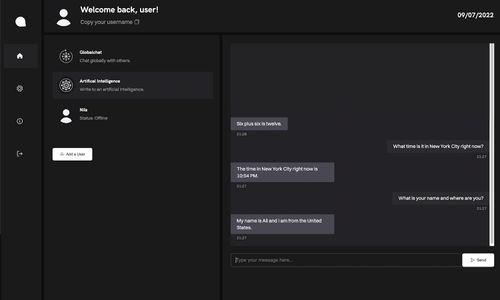 Welcome back, user!
Copy your username
09/07/2022
Globalchat
Chat globally with others.
Artificial Intelligence
Write to an artificial intelligence.
Nila
Status: Offline
Add a User
Six plus six is twelve.
21:26
What time is it in New York City right now?
21:27
The time in New York City right now is
10:54 PM.
21:27
What is your name and where are you?
21:27
My name is Ali and I am from the United
States.
21:27
Type your message here...
Send